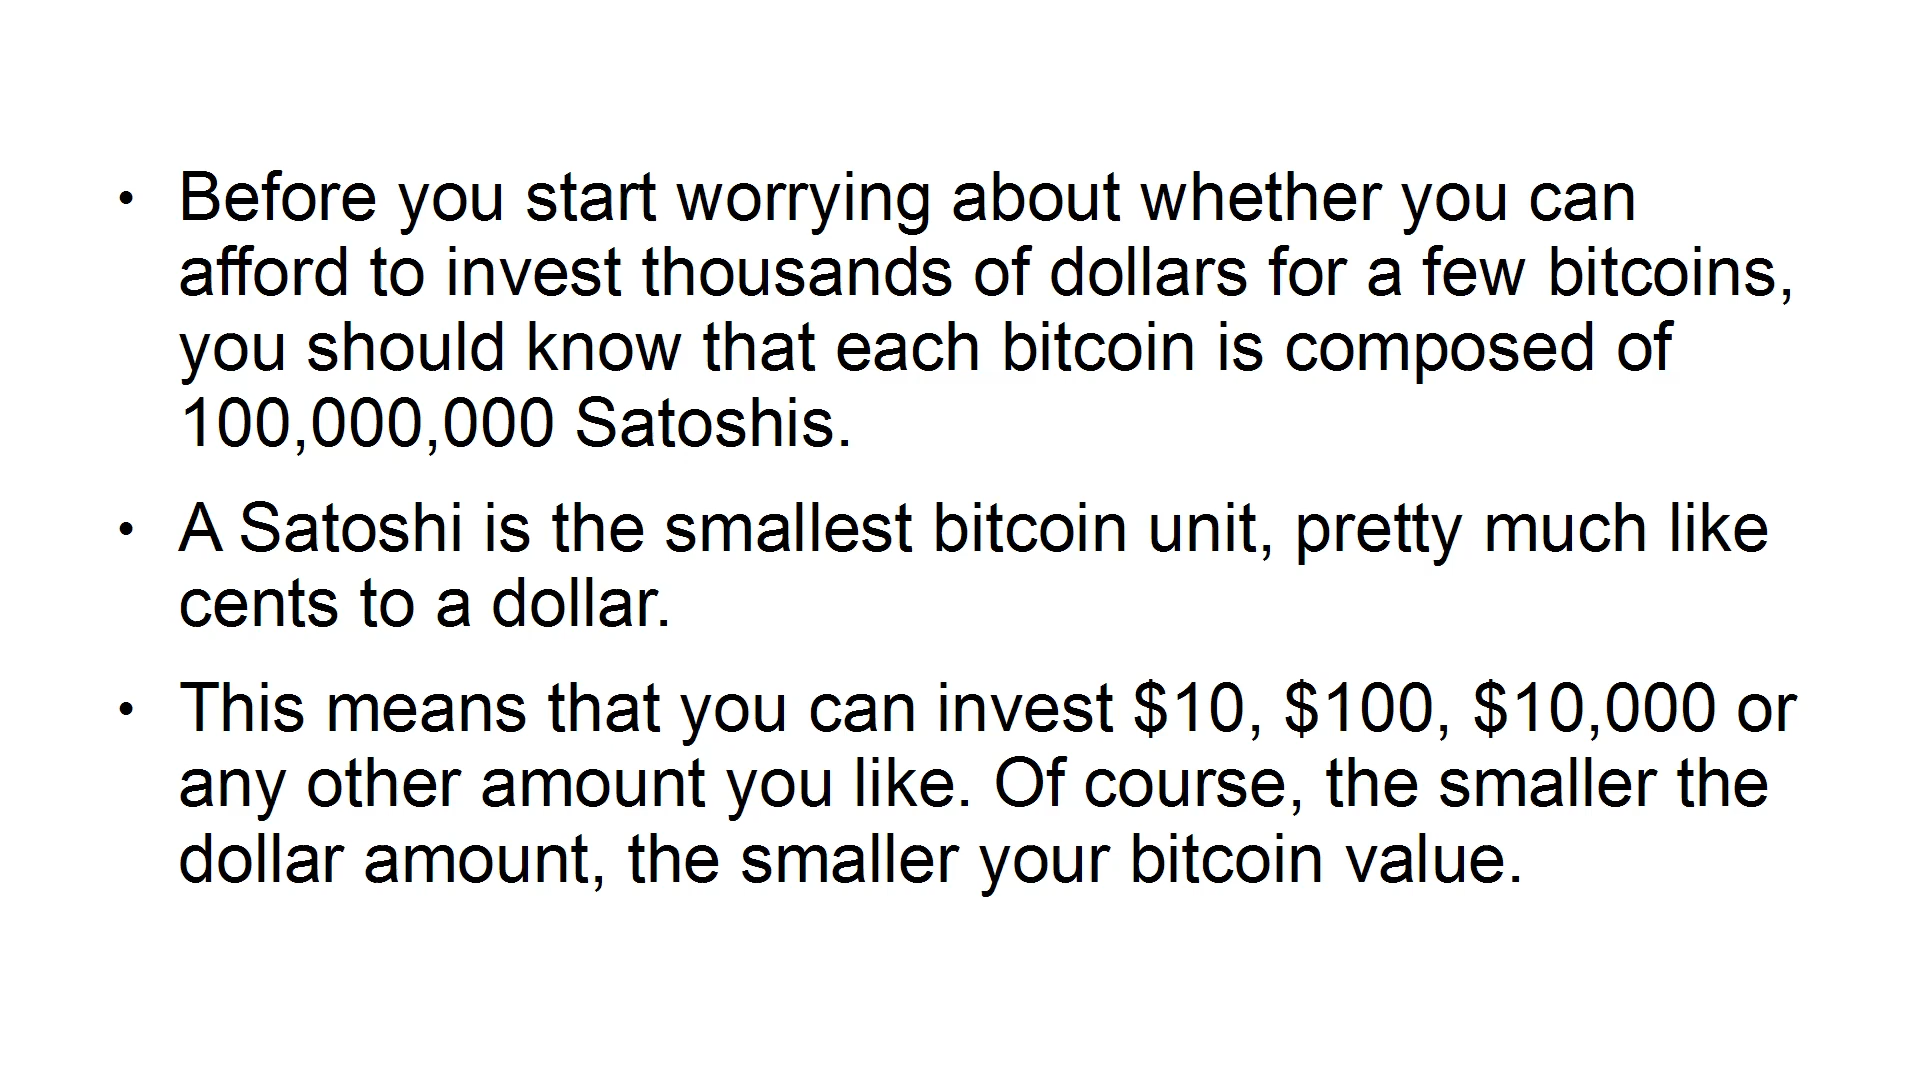 • Before you start worrying about whether you can
afford to invest thousands of dollars for a few bitcoins,
you should know that each bitcoin is composed of
100,000,000 Satoshis.
• A Satoshi is the smallest bitcoin unit, pretty much like
cents to a dollar.
• This means that you can invest $10, $100, $10,000 or
any other amount you like. Of course, the smaller the
dollar amount, the smaller your bitcoin value.